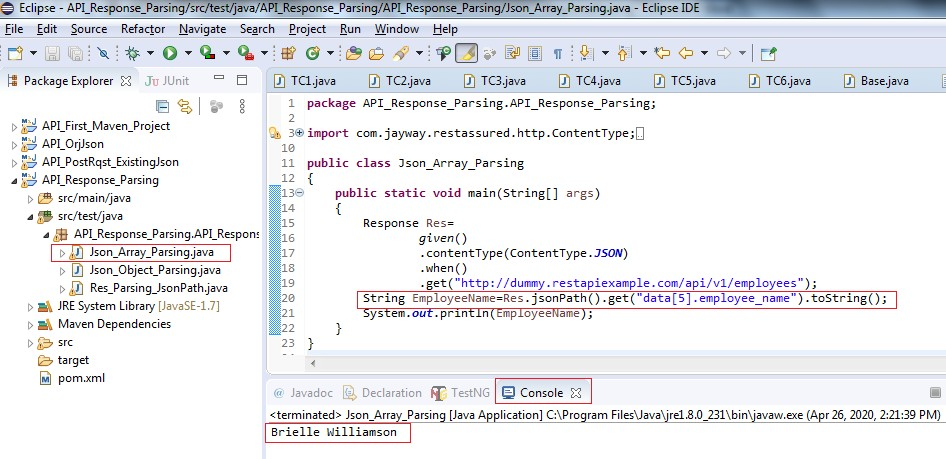 Eclipse - API_Response_Parsing/src/test/java/API_Response_Parsing/API_Response_Parsing/Json_Array_Parsing.java - Eclipse IDE
File Edit Source Refactor Navigate Search Project Run Window Help
Package Explorer JUnit
API_First_Maven_Project
API_OrjJson
API_PostRqst_ExistingJson
API_Response_Parsing
src/main/java
src/test/java
API_Response_Parsing.API_Respons
Json_Array_Parsing.java
Json_Object_Parsing.java
Res_Parsing_JsonPath.java
JRE System Library [JavaSE-1.7]
Maven Dependencies
src
target
pom.xml
TC1.java TC2.java TC3.java TC4.java TC5.java TC6.java Base.java
1 package API_Response_Parsing.API_Response_Parsing;
2
3 import com.jayway.restassured.http.ContentType;
10
11 public class Json_Array_Parsing
12 {
13 public static void main(String[] args)
14 {
15 Response Res=
16 given()
17 .contentType(ContentType.JSON)
18 .when()
19 .get("http://dummy.restapiexample.com/api/v1/employees");
20 String EmployeeName=Res.jsonPath().get("data[5].employee_name").toString();
21 System.out.println(EmployeeName);
22 }
23 }
Javadoc Declaration TestNG Console
<terminated> Json_Array_Parsing [Java Application] C:\Program Files\Java\jre1.8.0_231\bin\javaw.exe (Apr 26, 2020, 2:21:39 PM)
Brielle Williamson